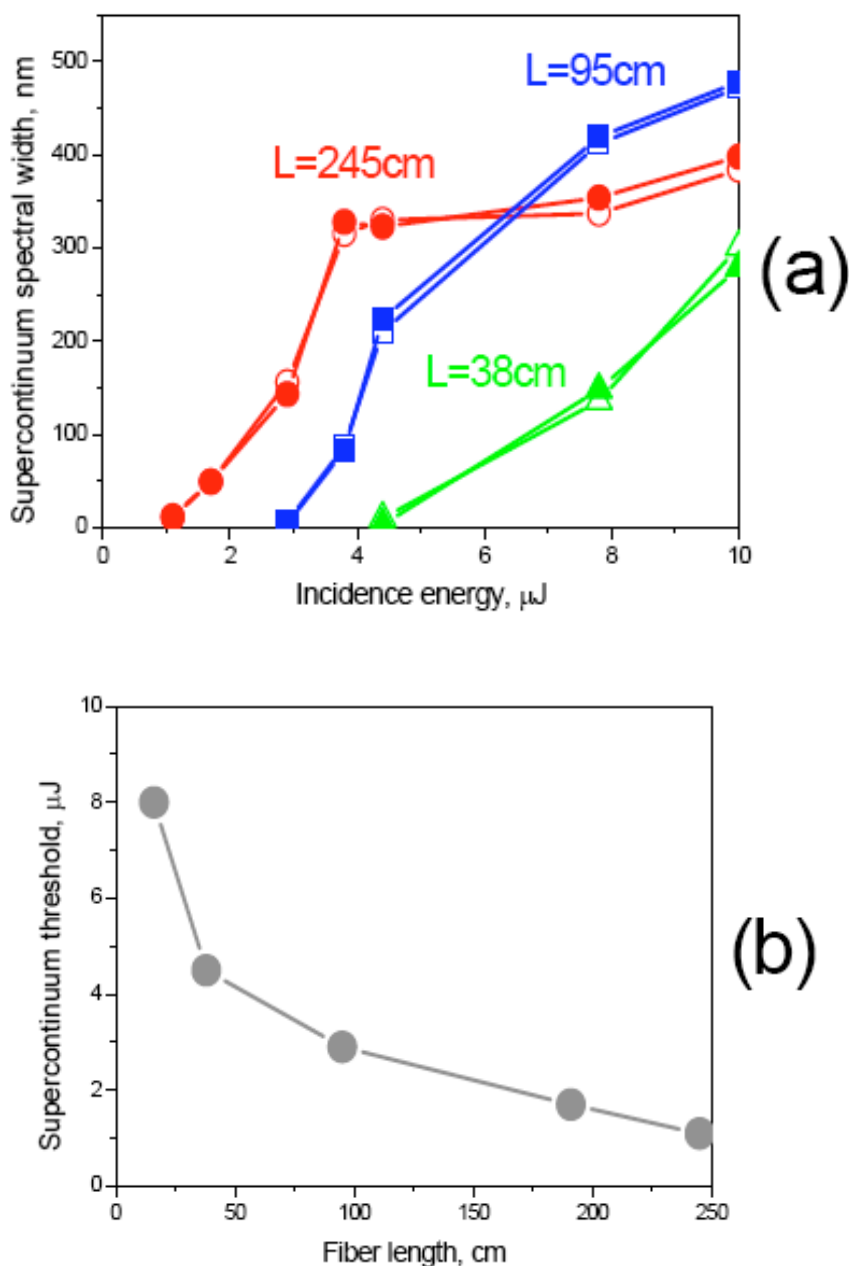 500
400
300
200
100
0
Supercontinuum spectral width, nm
L=95cm
L=245cm
L=38cm
(a)
0 2 4 6 8 10
Incidence energy, μJ
10
8
6
4
2
0
Supercontinuum threshold, μJ
(b)
0 50 100 150 200 250
Fiber length, cm